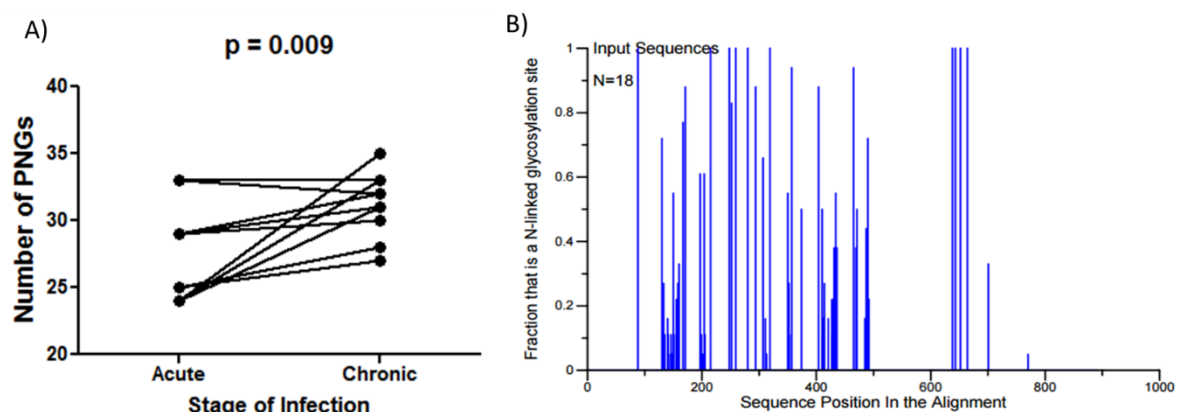 A)
p = 0.009
Number of PNGs
40
35
30
25
20
Acute Chronic
Stage of Infection
B)
Fraction that is a N-linked glycosylation site
1
0.8
0.6
0.4
0.2
0
Input Sequences
N=18
0 200 400 600 800 1000
Sequence Position In the Alignment